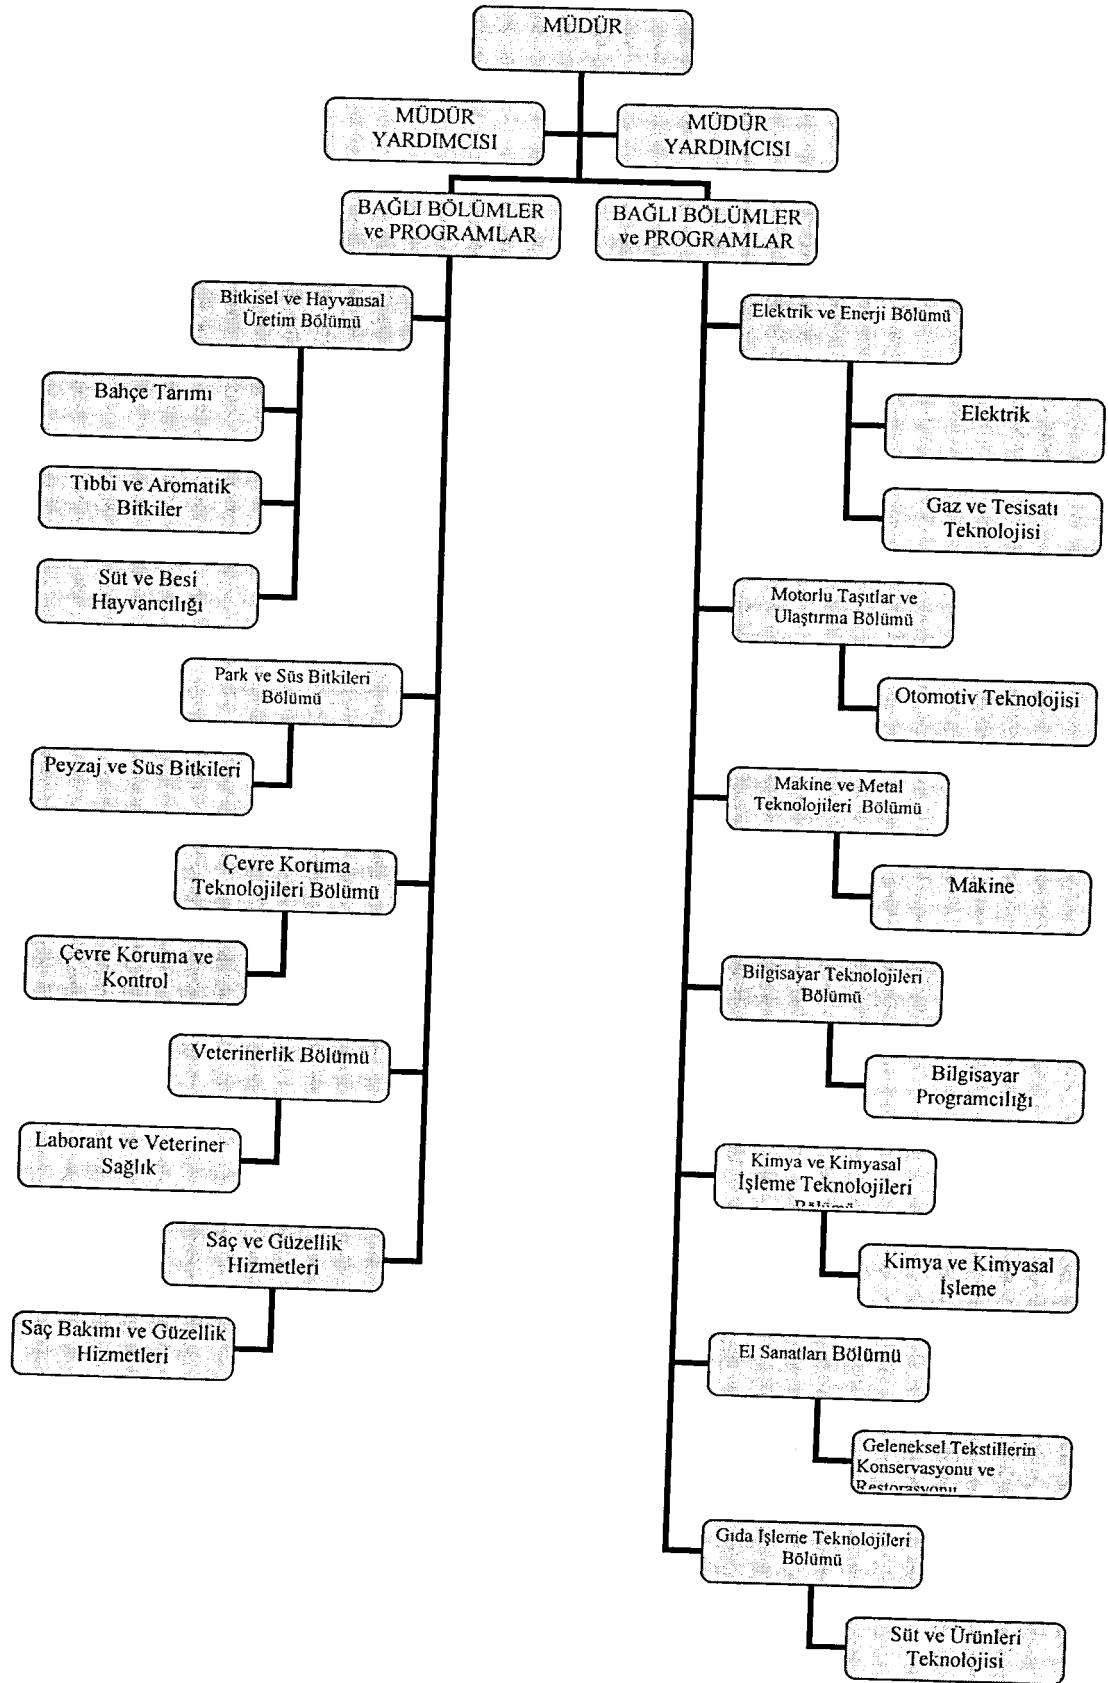 MÜDÜR
MÜDÜR
YARDIMCISI
MÜDÜR
YARDIMCISI
BAĞLI BÖLÜMLER
ve PROGRAMLAR
BAĞLI BÖLÜMLER
ve PROGRAMLAR
Bitkisel ve Hayvansal
Üretim Bölümü
Bahçe Tarımı
Tıbbi ve Aromatik
Bitkiler
Süt ve Besi
Hayvancılığı
Park ve Süs Bitkileri
Bölümü
Peyzaj ve Süs Bitkileri
Çevre Koruma
Teknolojileri Bölümü
Çevre Koruma ve
Kontrol
Veterinerlik Bölümü
Laborant ve Veteriner
Sağlık
Saç ve Güzellik
Hizmetleri
Saç Bakımı ve Güzellik
Hizmetleri
Elektrik ve Enerji Bölümü
Elektrik
Gaz ve Tesisatı
Teknolojisi
Motorlu Taşıtlar ve
Ulaştırma Bölümü
Otomotiv Teknolojisi
Makine ve Metal
Teknolojileri Bölümü
Makine
Bilgisayar Teknolojileri
Bölümü
Bilgisayar
Programcılığı
Kimya ve Kimyasal
İşleme Teknolojileri
Bölümü
Kimya ve Kimyasal
İşleme
El Sanatları Bölümü
Geleneksel Tekstillerin
Konservasyonu ve
Restorasyonu
Gıda İşleme Teknolojileri
Bölümü
Süt ve Ürünleri
Teknolojisi